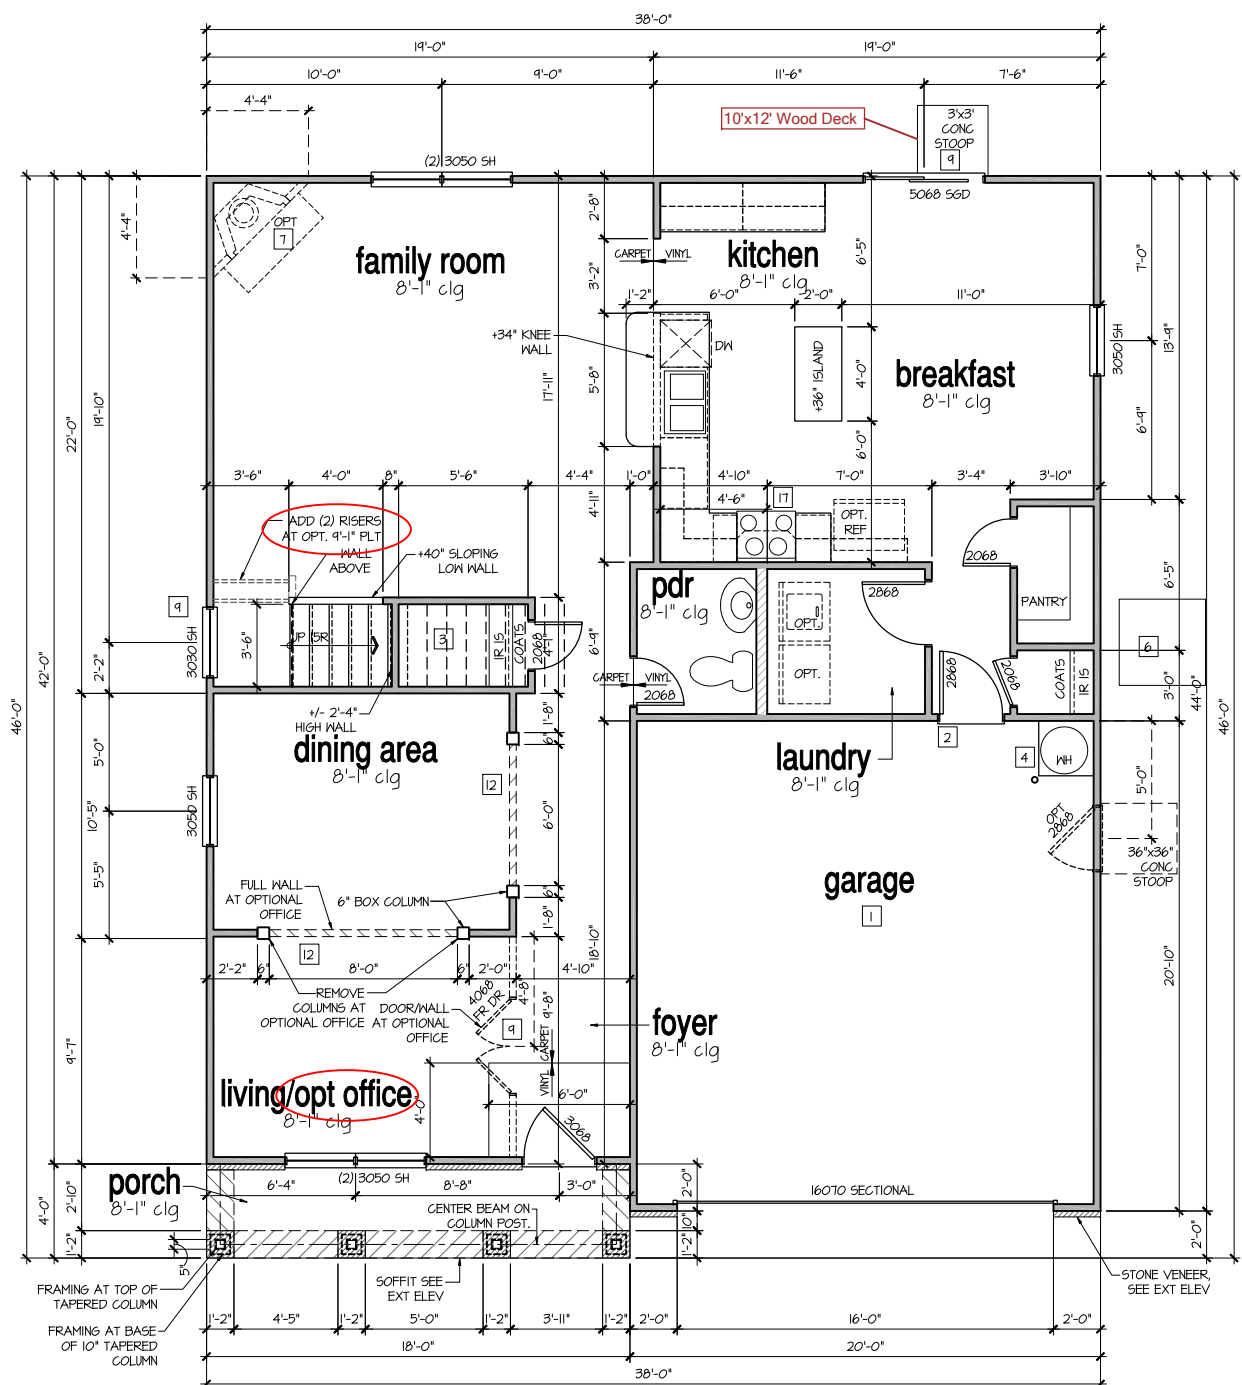 38'-0"
19'-0"
19'-0"
10'-0"
9'-0"
11'-6"
7'-6"
4'-4"
10'x12' Wood Deck
3'x3'
CONC
STOOP
9
(2) 3050 SH
5068 SGD
4'-4"
OPT
7
2'-8"
family room
8'-1" clg
CARPET
VINYL
kitchen
8'-1" clg
6'-5"
7'-0"
3'-2"
1'-2"
6'-0"
2'-0"
11'-0"
+34" KNEE
WALL
DW
+36" ISLAND
4'-0"
3050 SH
13'-9"
breakfast
8'-1" clg
5'-8"
17'-11"
19'-10"
22'-0"
6'-0"
6'-9"
3'-6"
4'-0"
8"
5'-6"
4'-4"
1'-0"
4'-10"
7'-0"
3'-4"
3'-10"
4'-6"
17
4'-11"
OPT.
REF
ADD (2) RISERS
AT OPT. 9'-1" PLT
WALL
ABOVE
+40" SLOPING
LOW WALL
2068
6'-5"
pdr
8'-1" clg
2868
PANTRY
9
3030 SH
3'-6"
UP 15R
3
1R 1S
COATS
2068
4'-1"
6'-9"
OPT.
OPT.
6
42'-0"
46'-0"
2'-2"
CARPET
VINYL
2068
2868
2068
COATS
1R 1S
3'-0"
44'-0"
46'-0"
+/- 2'-4"
HIGH WALL
1'-8"
6"
dining area
8'-1" clg
5'-0"
12
laundry
8'-1" clg
2
4
WH
5'-0"
3050 SH
10'-5"
6'-0"
OPT
2868
36"x36"
CONC
STOOP
5'-5"
FULL WALL
AT OPTIONAL
OFFICE
6" BOX COLUMN
6"
1'-8"
garage
1
12
18'-10"
2'-2"
6"
8'-0"
6"
2'-0"
4'-10"
20'-10"
REMOVE
COLUMNS AT
OPTIONAL OFFICE
DOOR/WALL
AT OPTIONAL
OFFICE
4068
FR DR
4'-8"
9
9'-8"
CARPET
VINYL
foyer
8'-1" clg
9'-7"
living/opt office
8'-1" clg
4'-0"
6'-0"
3068
porch
8'-1" clg
(2) 3050 SH
6'-4"
8'-8"
3'-0"
16070 SECTIONAL
2'-0"
4'-0"
2'-10"
CENTER BEAM ON
COLUMN POST.
10"
1'-2"
1'-2"
2'-0"
5"
SOFFIT SEE
EXT ELEV
STONE VENEER,
SEE EXT ELEV
FRAMING AT TOP OF
TAPERED COLUMN
FRAMING AT BASE
OF 10" TAPERED
COLUMN
1'-2"
4'-5"
1'-2"
5'-0"
1'-2"
3'-11"
1'-2"
2'-0"
16'-0"
2'-0"
18'-0"
20'-0"
38'-0"